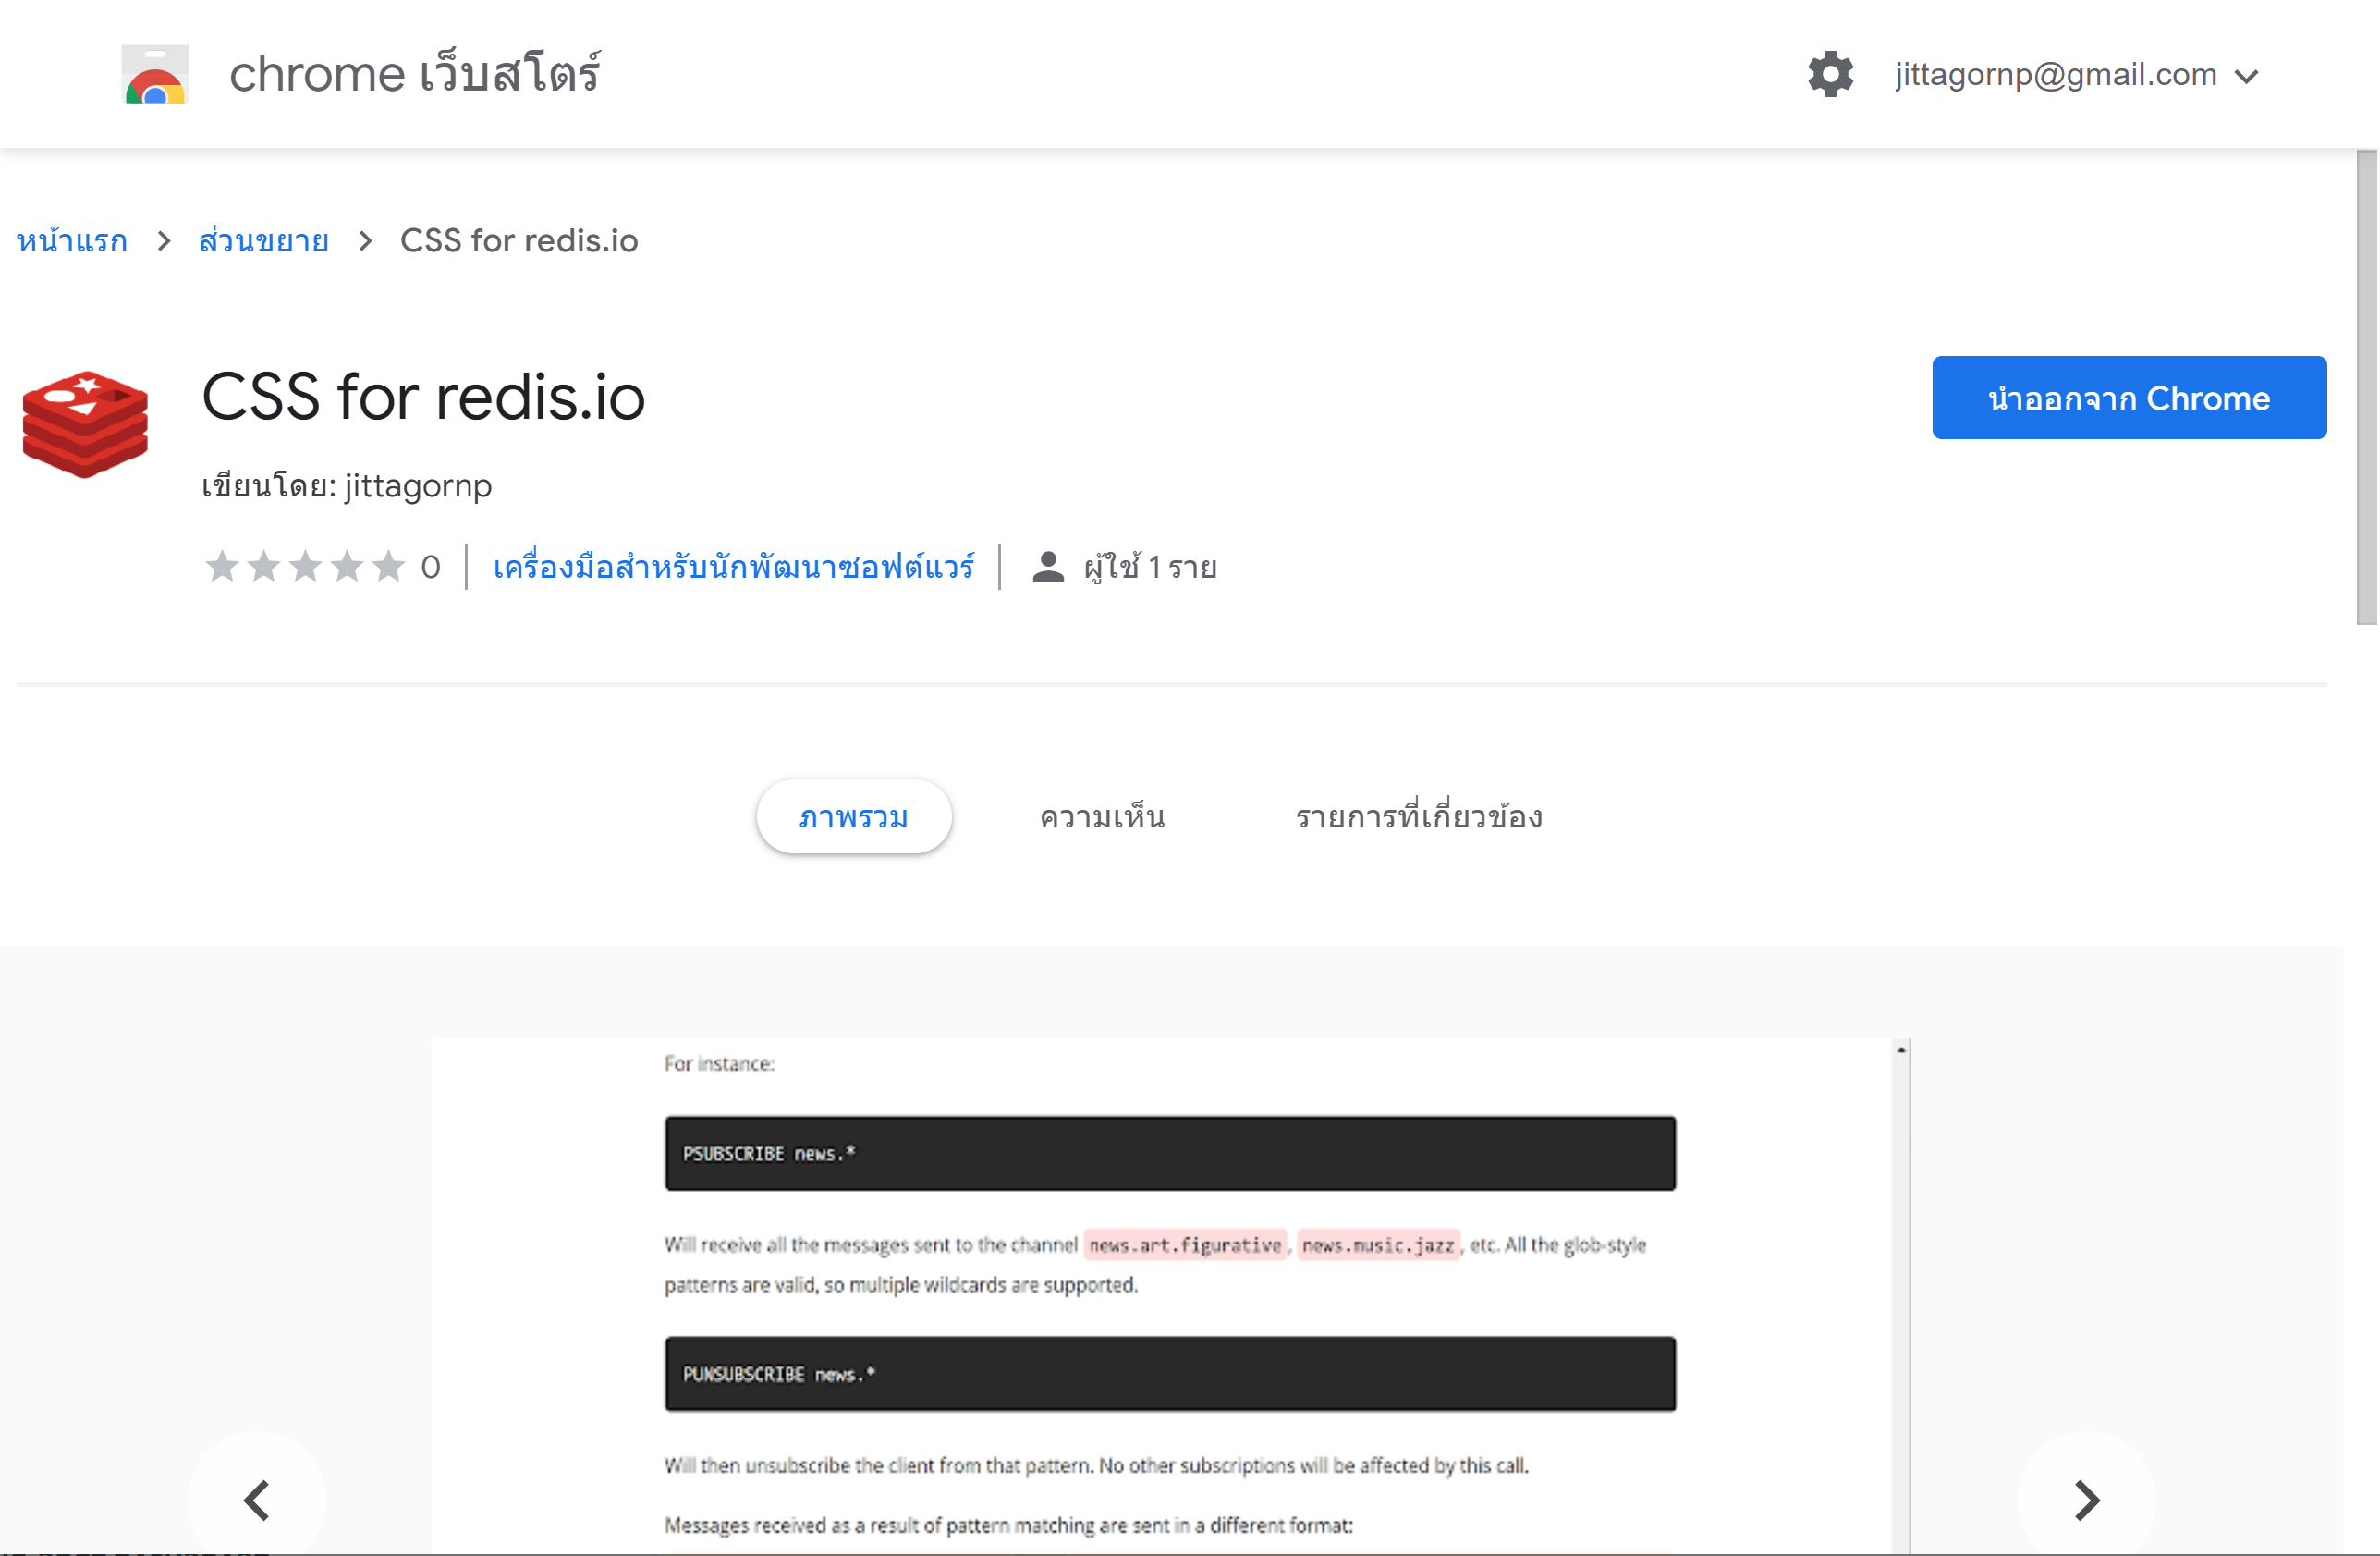 chrome เว็บสโตร์
jittagornp@gmail.com
หน้าแรก > ส่วนขยาย > CSS for redis.io
CSS for redis.io
นำออกจาก Chrome
เขียนโดย: jittagornp
0 | เครื่องมือสำหรับนักพัฒนาซอฟต์แวร์ | ผู้ใช้ 1 ราย
ภาพรวม ความเห็น รายการที่เกี่ยวข้อง
For instance:
PSUBSCRIBE news.*
Will receive all the messages sent to the channel news.art.figurative, news.music.jazz, etc. All the glob-style
patterns are valid, so multiple wildcards are supported.
PUNSUBSCRIBE news.*
Will then unsubscribe the client from that pattern. No other subscriptions will be affected by this call.
Messages received as a result of pattern matching are sent in a different format: